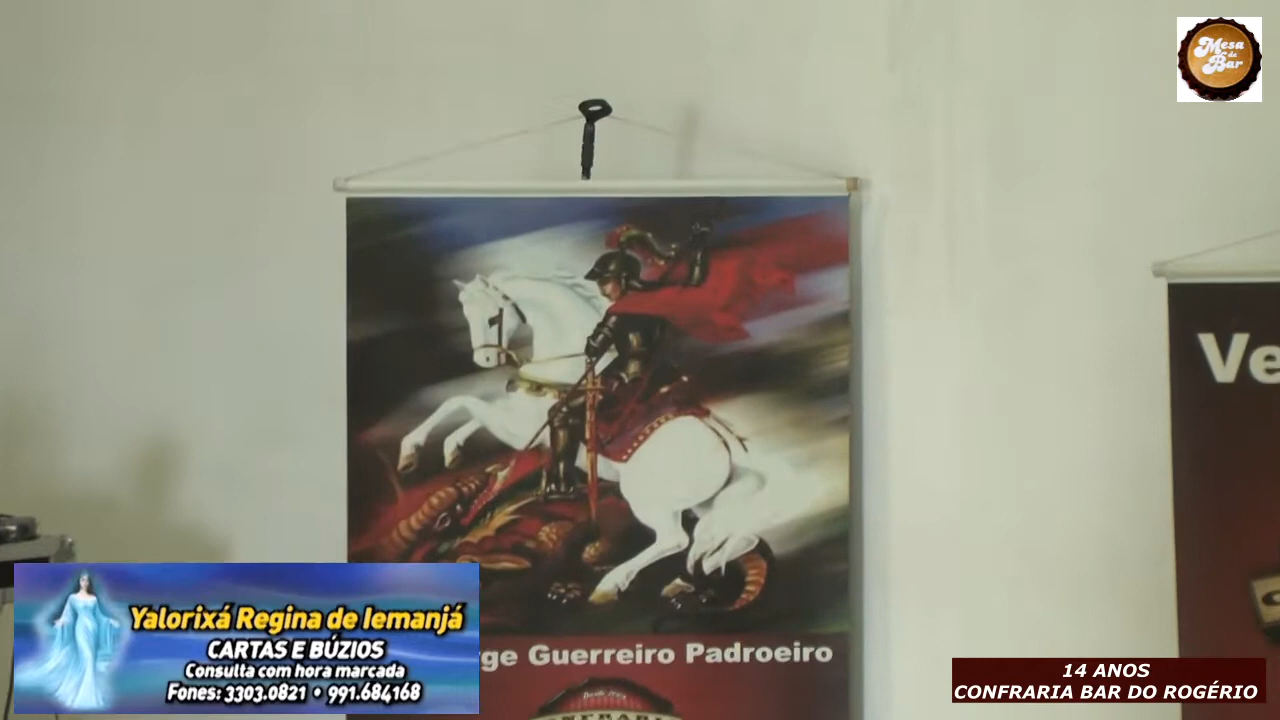 Mesa
de
Bar
Ve
rge Guerreiro Padroeiro
Yalorixá Regina de Iemanjá
CARTAS E BÚZIOS
Consulta com hora marcada
Fones: 3303.0821 • 991.684168
14 ANOS
CONFRARIA BAR DO ROGÉRIO